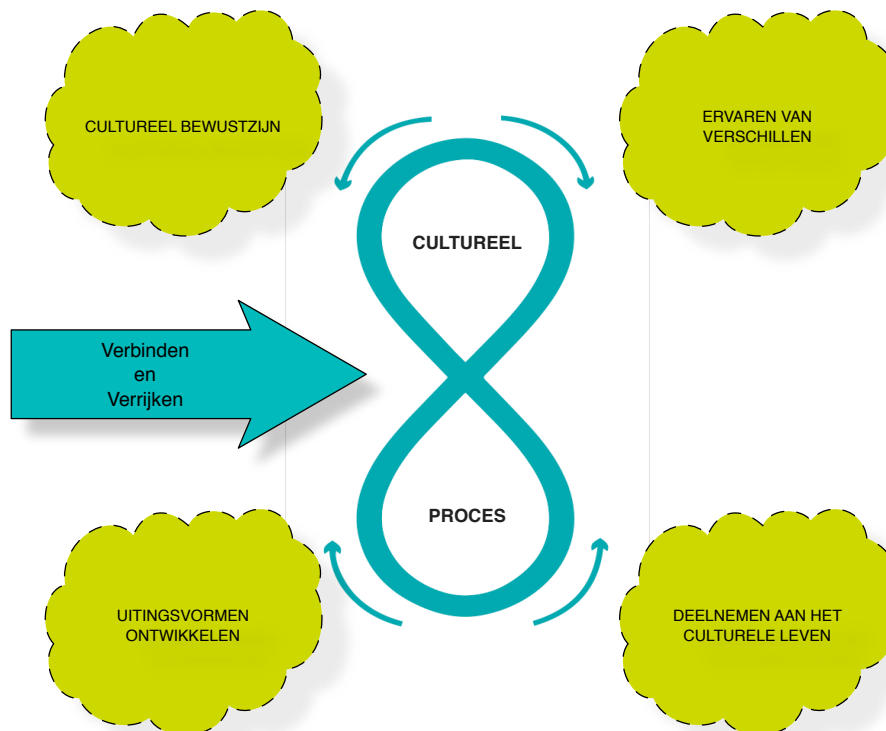 CULTUREEL BEWUSTZIJN
ERVAREN VAN
VERSCHILLEN
CULTUREEL
Verbinden
en
Verrijken
PROCES
UITINGSVORMEN
ONTWIKKELEN
DEELNEMEN AAN HET
CULTURELE LEVEN